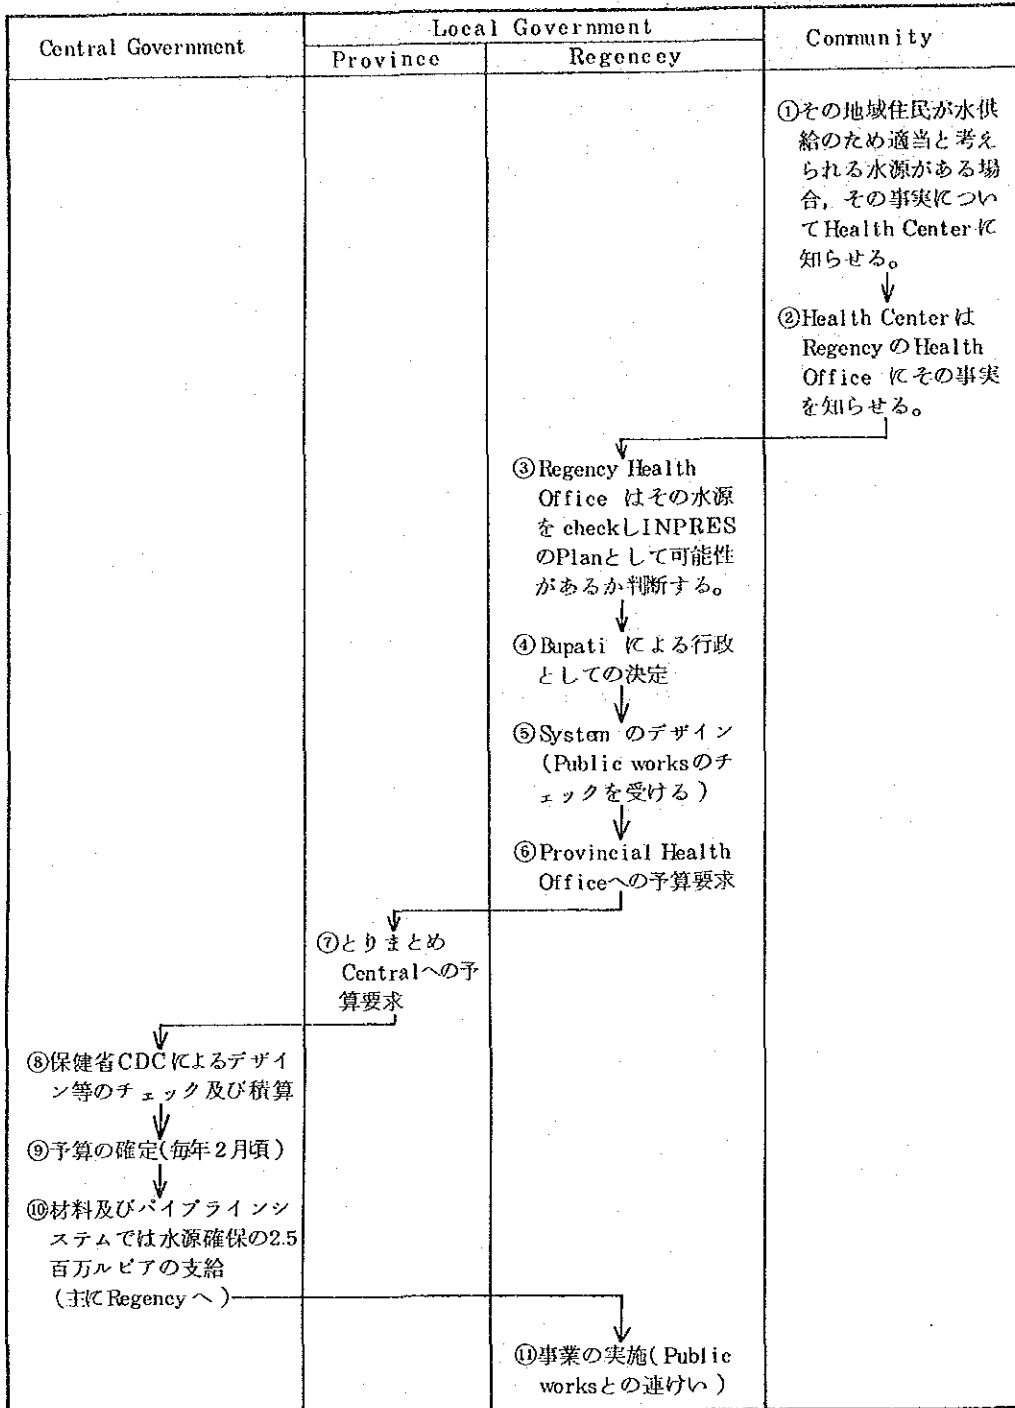 Central Government
Local Government
Community
Province
Regencey
①その地域住民が水供
給のため適当と考え
られる水源がある場
合，その事実につい
てHealth Centerに
知らせる。
②Health Centerは
RegencyのHealth
Office にその事実
を知らせる。
③Regency Health
Office はその水源
を checkしINPRES
のPlanとして可能性
があるか判断する。
④Bupati による行政
としての決定
⑤System のデザイン
（Public worksのチ
ェックを受ける）
⑥Provincial Health
Officeへの予算要求
⑦とりまとめ
Centralへの予
算要求
⑧保健省CDCによるデザイ
ン等のチェック及び積算
⑨予算の確定（毎年2月頃）
⑩材料及びパイプラインシ
ステムでは水源確保の2.5
百万ルピアの支給
（主にRegencyへ）
⑪事業の実施（Public
worksとの連けい）